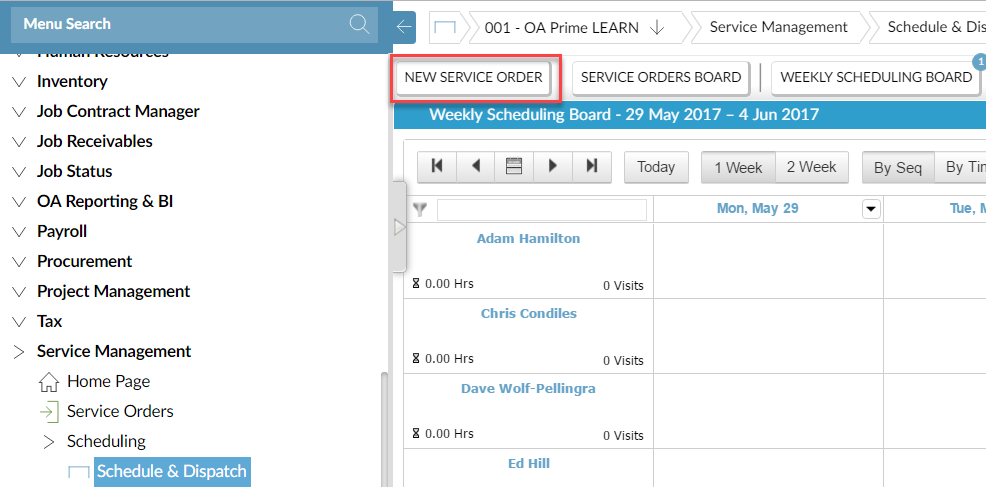 Menu Search
001 - OA Prime LEARN
Service Management
Schedule & Dis
Human Resources
Inventory
Job Contract Manager
Job Receivables
Job Status
OA Reporting & BI
Payroll
Procurement
Project Management
Tax
Service Management
Home Page
Service Orders
Scheduling
Schedule & Dispatch
NEW SERVICE ORDER
SERVICE ORDERS BOARD
WEEKLY SCHEDULING BOARD
1
Weekly Scheduling Board - 29 May 2017 – 4 Jun 2017
Today
1 Week
2 Week
By Seq
By Tim
Mon, May 29
Tue, M
Adam Hamilton
0.00 Hrs
0 Visits
Chris Condiles
0.00 Hrs
0 Visits
Dave Wolf-Pellingra
0.00 Hrs
0 Visits
Ed Hill